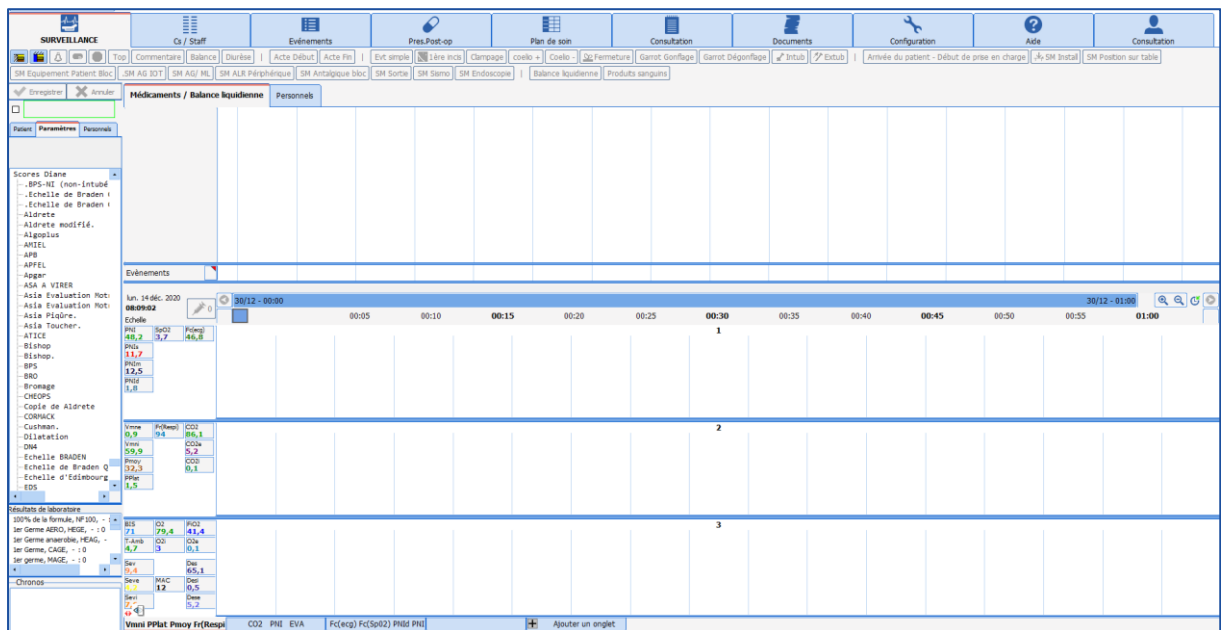 SURVEILLANCE
Cs / Staff
Evénements
Pres.Post-op
Plan de soin
Consultation
Documents
Configuration
Aide
Consultation
Top Commentaire Balance Diurèse | Acte Début Acte Fin | Evt simple 1ère incis Clampage coelio + Coelio - Fermeture Garrot Gonflage Garrot Dégonflage Intub Extub | Arrivée du patient - Début de prise en charge SM Install SM Position sur table
SM Equipement Patient Bloc .SM AG IOT SM AG/ ML SM ALR Périphérique SM Antalgique bloc SM Sortie SM Sismo SM Endoscope | Balance liquidienne Produits sanguins
Enregistrer Annuler
Médicaments / Balance liquidienne Personnels
Patient Paramètres Personnels
Scores Diane
.BPS-NI (non-intubé
.Echelle de Braden
.Echelle de Braden
Aldrete
Aldrete modifié.
Algoplus
AMIEL
APB
APFEL
Apgar
ASA A VIRER
Asia Evaluation Mot
Asia Evaluation Mot
Asia Piqûre.
Asia Toucher.
ATICE
Bishop
Bishop.
BPS
BRO
Bromage
CHEOPS
Copie de Aldrete
CORMACK
Cushman.
Dilatation
DN4
Echelle BRADEN
Echelle de Braden Q
Echelle d'Edimbourg
EDS
Résultats de laboratoire
100% de la formule, NF100, -
1er Germe AERO, HEGE, - : 0
1er Germe anaerobie, HEAG, -
1er Germe, CAGE, - : 0
1er germe, MAGE, - : 0
Chronos
Evènements
lun. 14 déc. 2020
08:09:02
0
Echelle
30/12 - 00:00
30/12 - 01:00
00:05 00:10 00:15 00:20 00:25 00:30 00:35 00:40 00:45 00:50 00:55 01:00
1
PNI SpO2 Fc(ecg)
48,2 3,7 46,8
PNIs
11,7
PNIm
12,5
PNId
1,8
2
Vmne Fr(Resp) CO2
0,9 94 86,1
Vmni CO2e
59,9 5,2
Pmoy CO2i
32,3 0,1
PPlat
1,5
3
BIS O2 FiO2
71 79,4 41,4
T-Amb O2i O2e
4,7 3 0,1
Sev Des
9,4 65,1
Seve MAC Desi
12 0,5
Sevi Dese
5,2
Vmni PPlat Pmoy Fr(Respi
CO2 PNI EVA
Fc(ecg) Fc(Sp02) PNId PNI
Ajouter un onglet